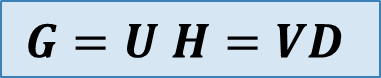 G = U H = VD